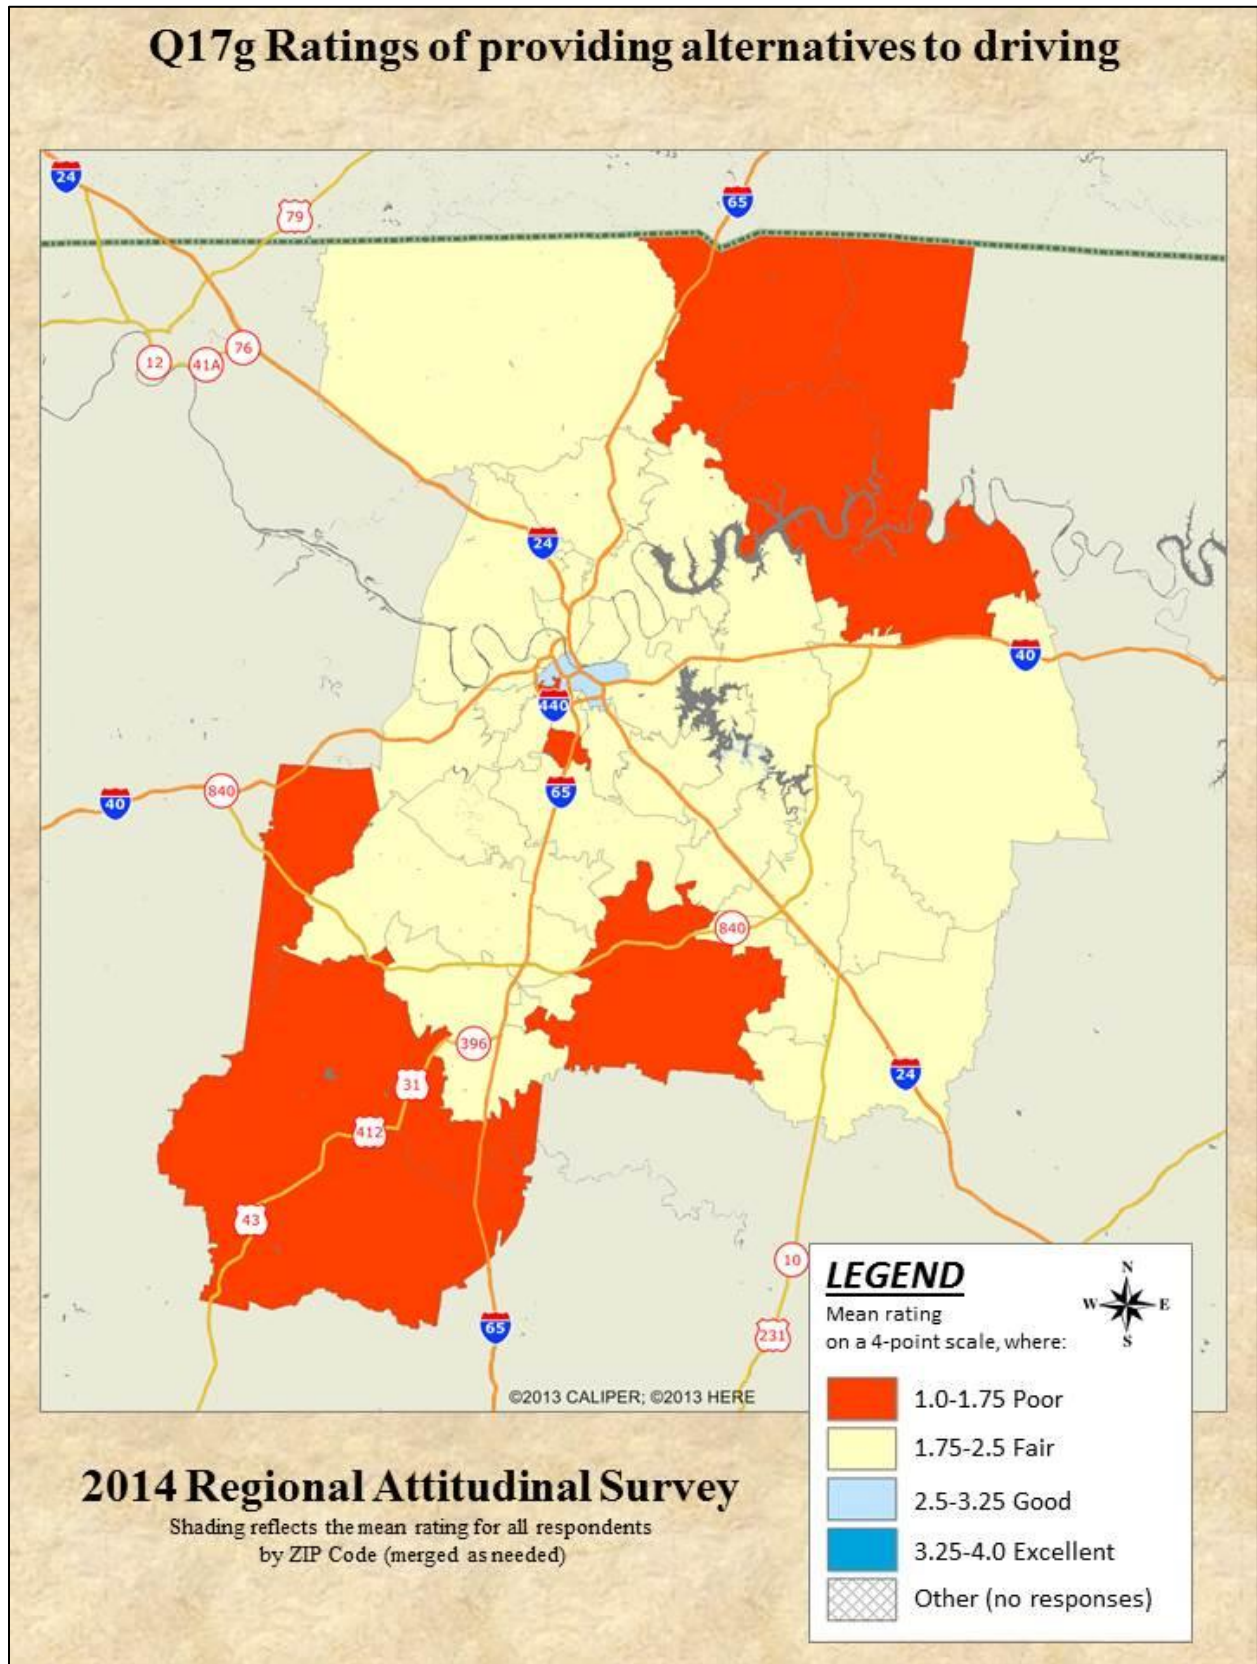 Q17g Ratings of providing alternatives to driving
24
79
65
12
41A
76
24
40
440
40
840
65
840
396
31
24
412
43
10
65
231
©2013 CALIPER; ©2013 HERE
LEGEND
Mean rating
on a 4-point scale, where:
N
W E
S
1.0-1.75 Poor
1.75-2.5 Fair
2.5-3.25 Good
3.25-4.0 Excellent
Other (no responses)
2014 Regional Attitudinal Survey
Shading reflects the mean rating for all respondents
by ZIP Code (merged as needed)